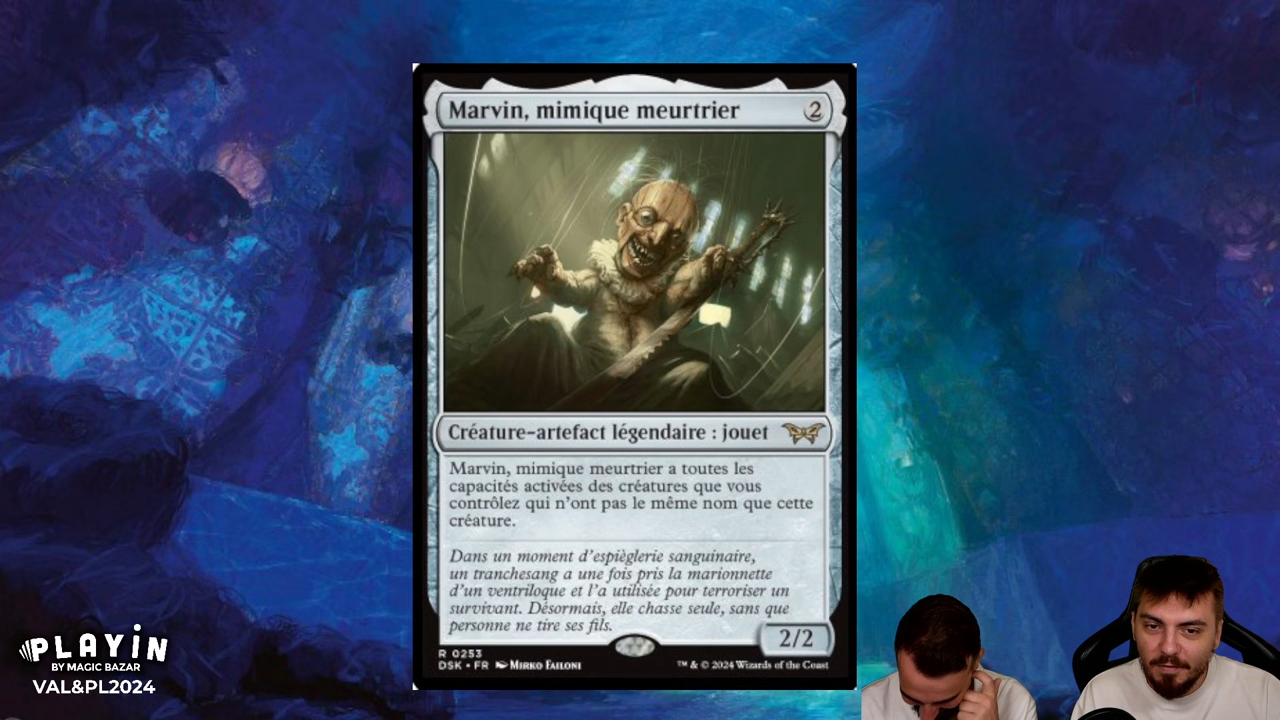 Marvin, mimique meurtrier 2
Créature-artefact légendaire : jouet
Marvin, mimique meurtrier a toutes les
capacités activées des créatures que vous
contrôlez qui n'ont pas le même nom que cette
créature.
Dans un moment d'espièglerie sanguinaire,
un tranchesang a une fois pris la marionnette
d'un ventriloque et l'a utilisée pour terroriser un
survivant. Désormais, elle chasse seule, sans que
personne ne tire ses fils.
2/2
R 0253
DSK • FR Mirko Failoni
™ & © 2024 Wizards of the Coast
PLAYIN
BY MAGIC BAZAR
VAL&PL2024